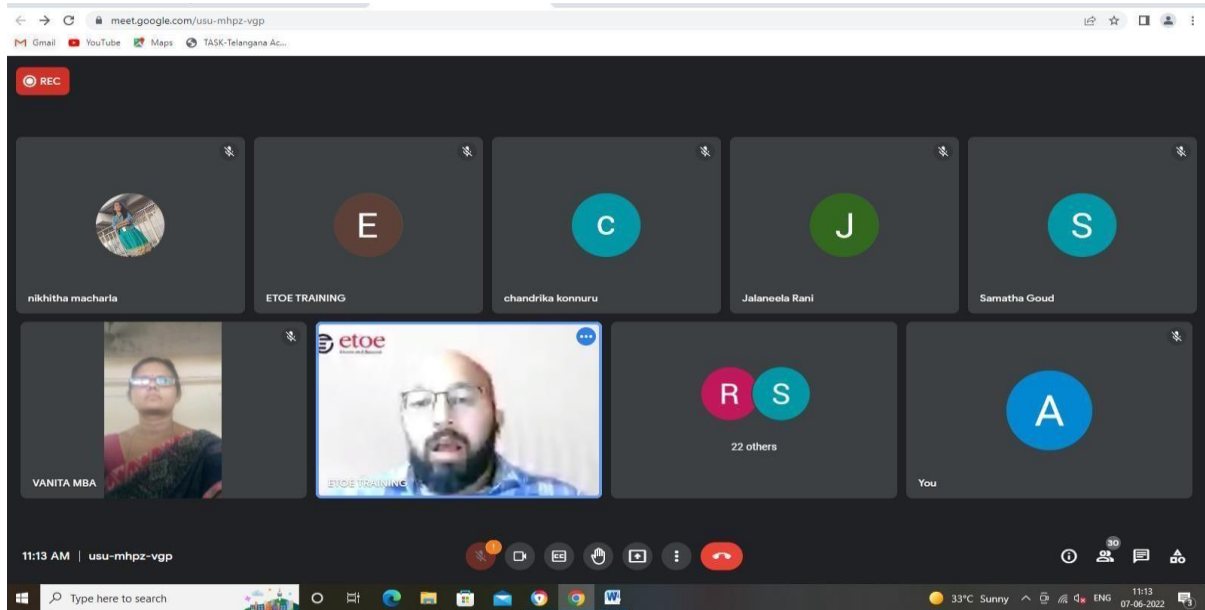 meet.google.com/usu-mhpz-vgp
Gmail YouTube Maps TASK-Telangana Ac...
REC
E C J S
nikhitha macharla ETOE TRAINING chandrika konnuru Jalaneela Rani Samatha Goud
etoe
R S A
22 others
VANITA MBA ETOE TRAINING You
30
11:13 AM | usu-mhpz-vgp CC
Type here to search W 33°C Sunny ENG 11:13
07-06-2022 3